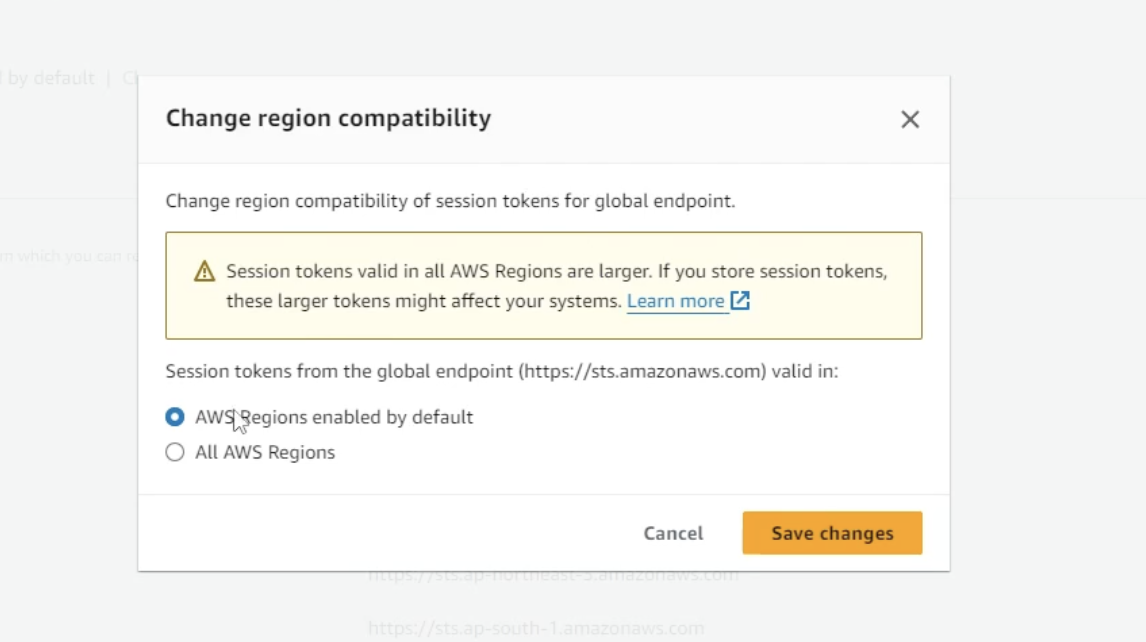 by default |
Change region compatibility
Change region compatibility of session tokens for global endpoint.
which you can
Session tokens valid in all AWS Regions are larger. If you store session tokens,
these larger tokens might affect your systems. Learn more
Session tokens from the global endpoint (https://sts.amazonaws.com) valid in:
AWS Regions enabled by default
All AWS Regions
Cancel
Save changes
https://sts.ap-northeast-3.amazonaws.com
https://sts.ap-south-1.amazonaws.com